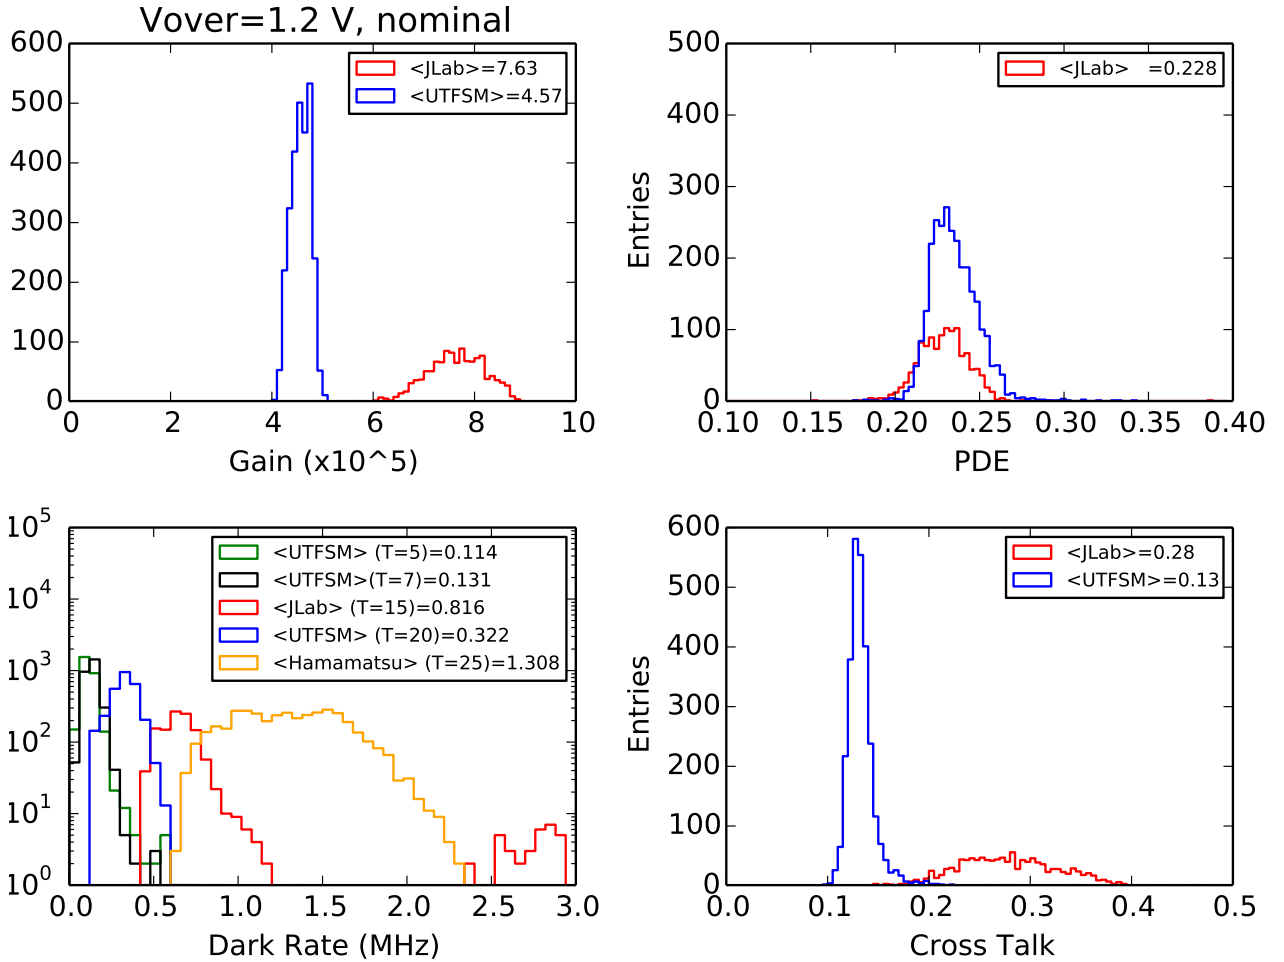 Vover=1.2 V, nominal
600
500
400
300
200
100
0
0 2 4 6 8 10
Gain (x10^5)
<JLab>=7.63
<UTFSM>=4.57
500
400
300
200
100
0
Entries
0.10 0.15 0.20 0.25 0.30 0.35 0.40
PDE
<JLab> =0.228
10^5
10^4
10^3
10^2
10^1
10^0
0.0 0.5 1.0 1.5 2.0 2.5 3.0
Dark Rate (MHz)
<UTFSM> (T=5)=0.114
<UTFSM>(T=7)=0.131
<JLab> (T=15)=0.816
<UTFSM> (T=20)=0.322
<Hamamatsu> (T=25)=1.308
600
500
400
300
200
100
0
Entries
0.0 0.1 0.2 0.3 0.4 0.5
Cross Talk
<JLab>=0.28
<UTFSM>=0.13